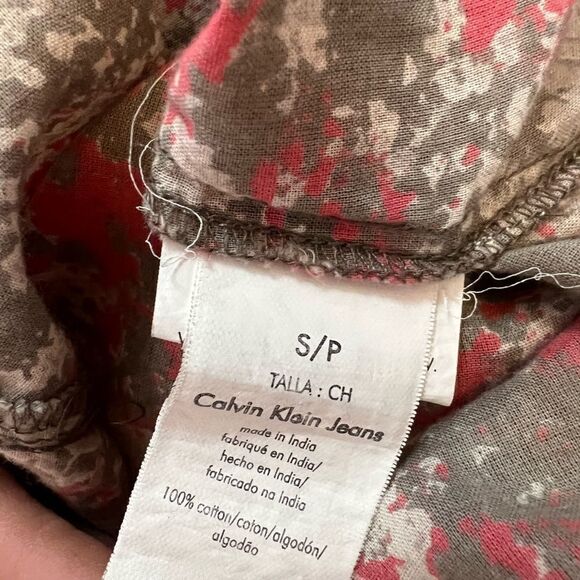 S/P
TALLA : CH
Calvin Klein Jeans
made in India
fabriqué en India/
hecho en India/
fabricado na India
100% cotton/coton/algodón/
algodão